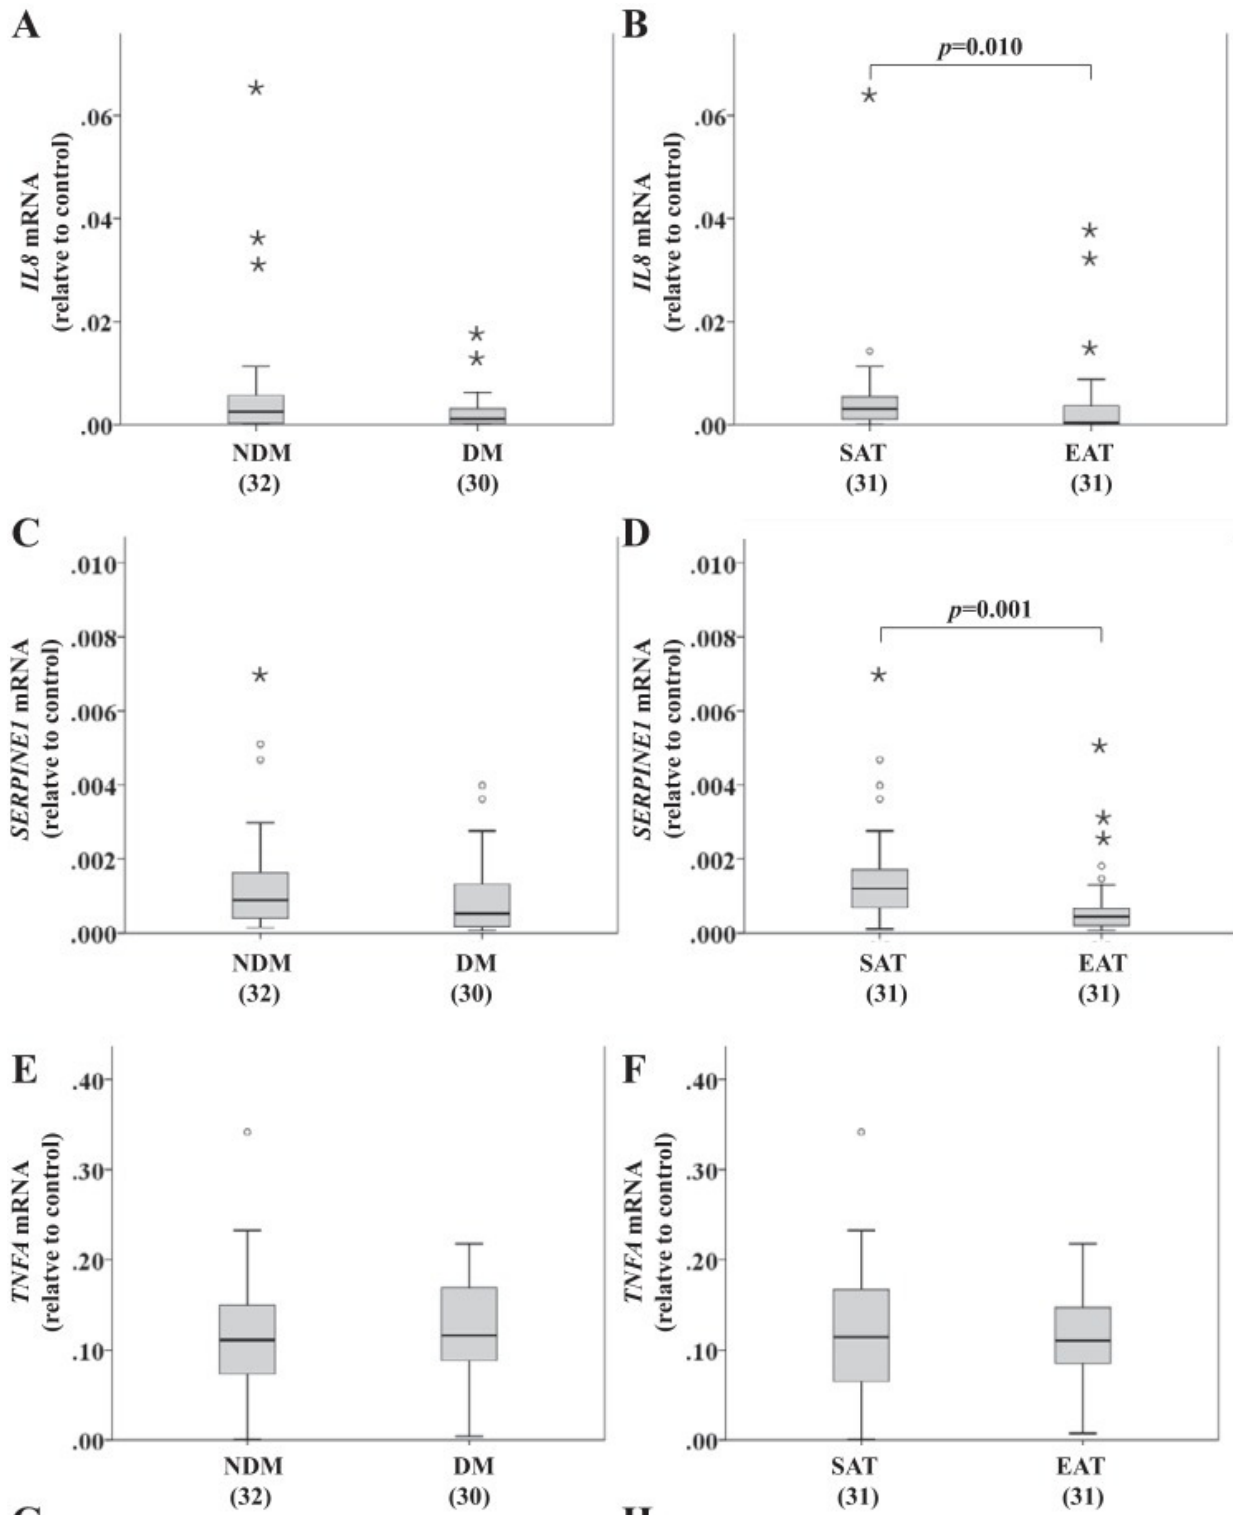 A
B
p=0.010
.06
.04
.02
.00
IL8 mRNA
(relatve to control)
NDM
(32)
DM
(30)
.06
.04
.02
.00
IL8 mRNA
(relatve to control)
SAT
(31)
EAT
(31)
C
D
.010
.008
.006
.004
.002
.000
SERPINE1 mRNA
(relatve to control)
NDM
(32)
DM
(30)
p=0.001
.010
.008
.006
.004
.002
.000
SERPINE1 mRNA
(relatve to control)
SAT
(31)
EAT
(31)
E
F
.40
.30
.20
.10
.00
TNFA mRNA
(relatve to control)
NDM
(32)
DM
(30)
.40
.30
.20
.10
.00
TNFA mRNA
(relatve to control)
SAT
(31)
EAT
(31)